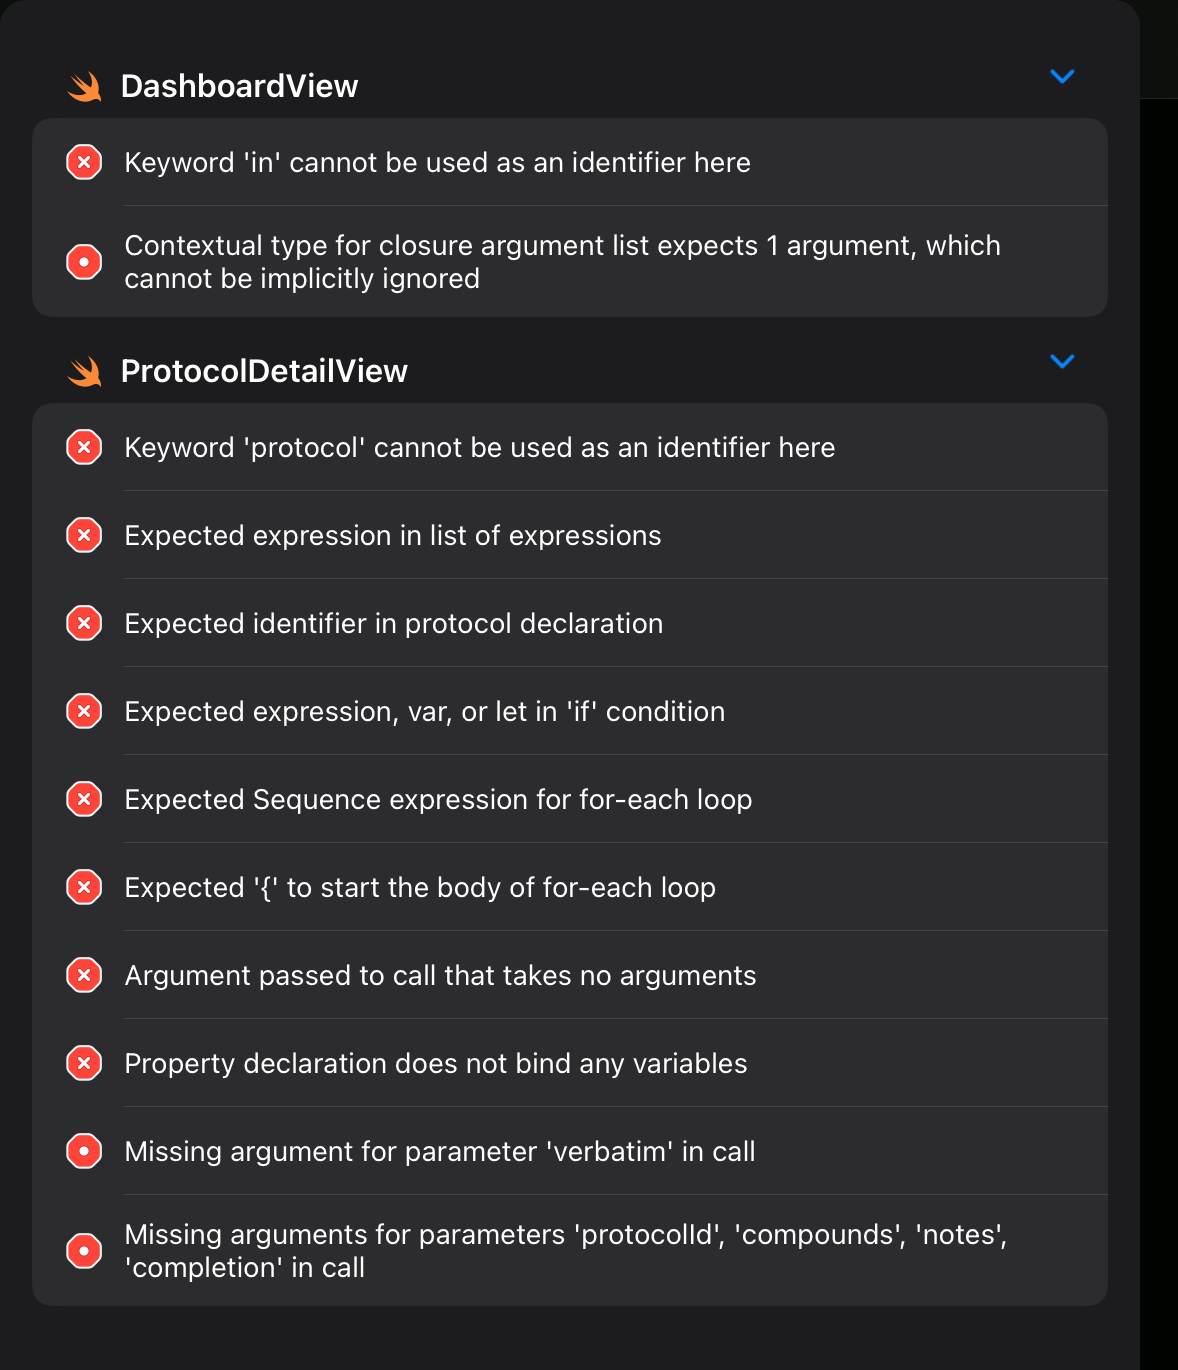 DashboardView
Keyword 'in' cannot be used as an identifier here
Contextual type for closure argument list expects 1 argument, which
cannot be implicitly ignored
ProtocolDetailView
Keyword 'protocol' cannot be used as an identifier here
Expected expression in list of expressions
Expected identifier in protocol declaration
Expected expression, var, or let in 'if' condition
Expected Sequence expression for for-each loop
Expected '{' to start the body of for-each loop
Argument passed to call that takes no arguments
Property declaration does not bind any variables
Missing argument for parameter 'verbatim' in call
Missing arguments for parameters 'protocolId', 'compounds', 'notes',
'completion' in call